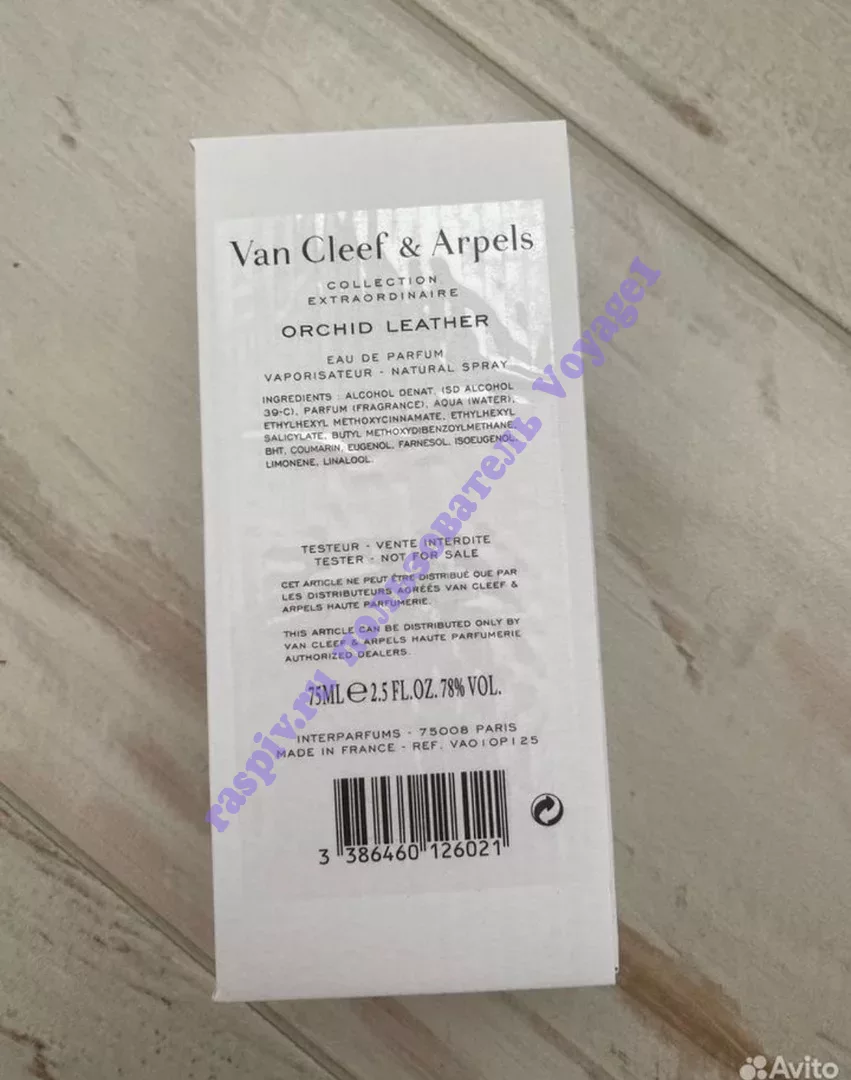 Van Cleef & Arpels
COLLECTION
EXTRAORDINAIRE
ORCHID LEATHER
EAU DE PARFUM
VAPORISATEUR - NATURAL SPRAY
INGREDIENTS : ALCOHOL DENAT. (SD ALCOHOL
39-C), PARFUM (FRAGRANCE), AQUA (WATER),
ETHYLHEXYL METHOXYCINNAMATE, ETHYLHEXYL
SALICYLATE, BUTYL METHOXYDIBENZOYLMETHANE,
BHT, COUMARIN, EUGENOL, FARNESOL, ISOEUGENOL,
LIMONENE, LINALOOL.
TESTEUR - VENTE INTERDITE
TESTER - NOT FOR SALE
CET ARTICLE NE PEUT ÊTRE DISTRIBUÉ QUE PAR
LES DISTRIBUTEURS AGRÉÉS VAN CLEEF &
ARPELS HAUTE PARFUMERIE.
THIS ARTICLE CAN BE DISTRIBUTED ONLY BY
VAN CLEEF & ARPELS HAUTE PARFUMERIE
AUTHORIZED DEALERS.
75ML e 2.5 FL.OZ. 78% VOL.
INTERPARFUMS - 75008 PARIS
MADE IN FRANCE - REF. VA010P125
3 386460 126021
raspiv.ru пользователь Voyage1
Avito